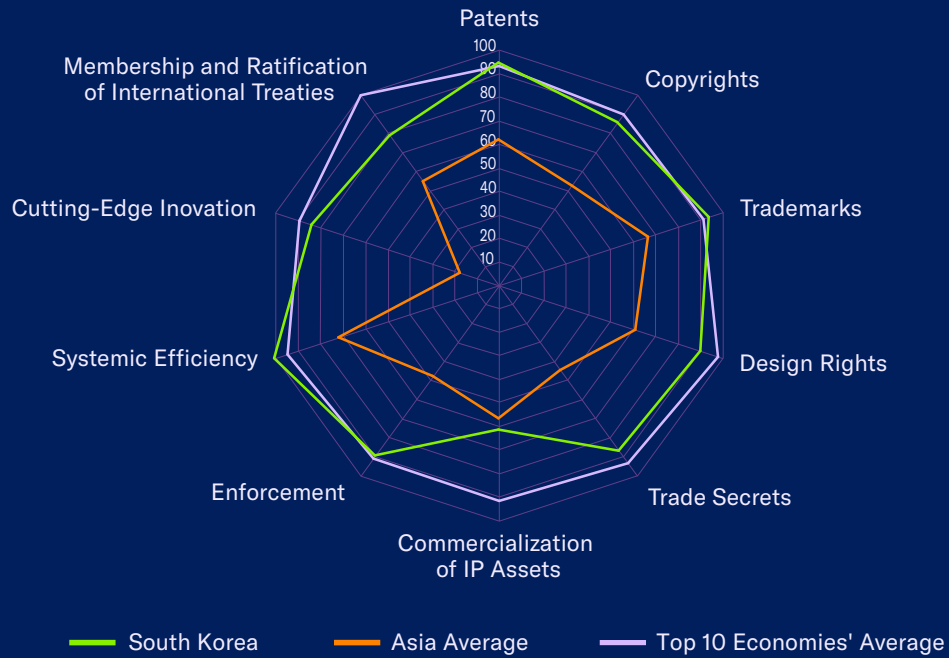 Patents
Copyrights
Trademarks
Design Rights
Trade Secrets
Commercialization
of IP Assets
Enforcement
Systemic Efficiency
Cutting-Edge Inovation
Membership and Ratification
of International Treaties
100
90
80
70
60
50
40
30
20
10
South Korea
Asia Average
Top 10 Economies' Average